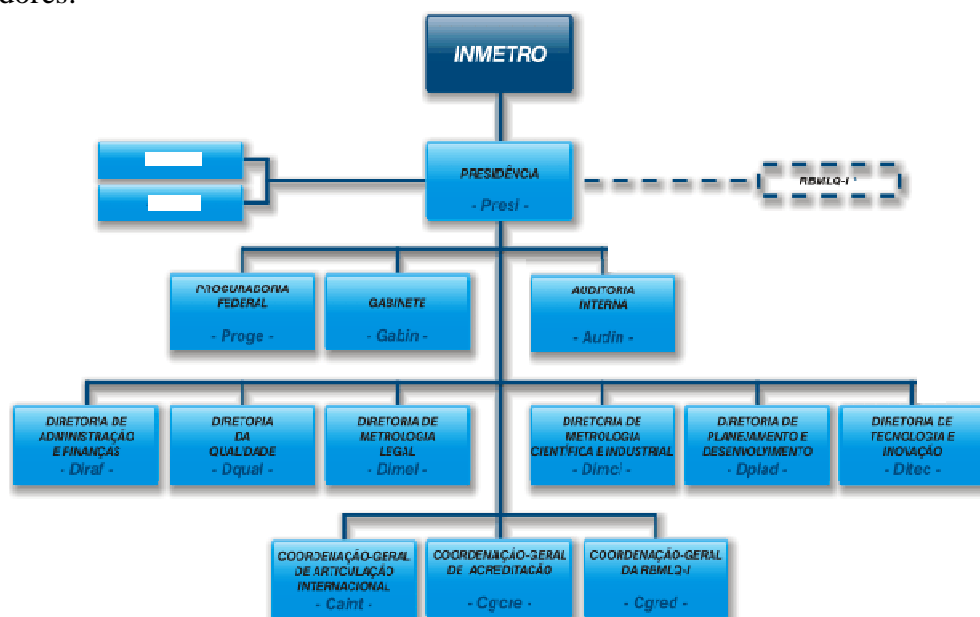 dores.
INMETRO
PRESIDÊNCIA
- Presi -
RBMLQ-I
PROCURADORIA
FEDERAL
- Proge -
GABINETE
- Gabin -
AUDITORIA
INTERNA
- Audin -
DIRETORIA DE
ADMINISTRAÇÃO
E FINANÇAS
- Diraf -
DIRETORIA
DA
QUALIDADE
- Dqual -
DIRETORIA DE
METROLOGIA
LEGAL
- Dimel -
DIRETORIA DE
METROLOGIA
CIENTÍFICA E INDUSTRIAL
- Dimci -
DIRETORIA DE
PLANEJAMENTO E
DESENVOLVIMENTO
- Dplad -
DIRETORIA DE
TECNOLOGIA E
INOVAÇÃO
- Ditec -
COORDENAÇÃO-GERAL
DE ARTICULAÇÃO
INTERNACIONAL
- Caint -
COORDENAÇÃO-GERAL
DE ACREDITAÇÃO
- Cgcre -
COORDENAÇÃO-GERAL
DA RBMLQ-I
- Cgred -